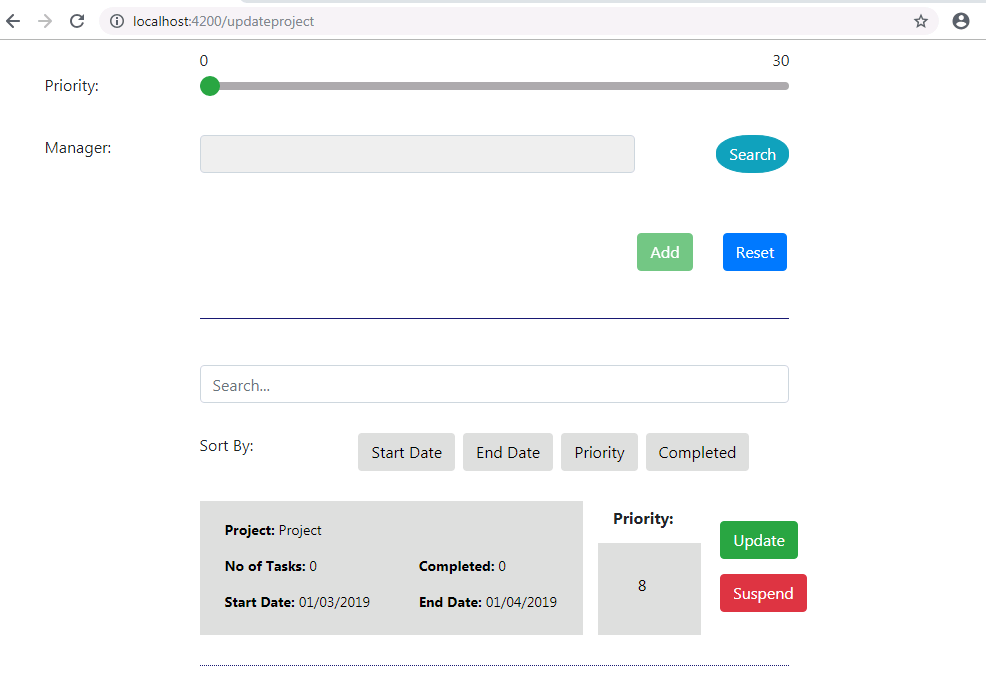 localhost:4200/updateproject
0 30
Priority:
Manager: Search
Add Reset
Search...
Sort By: Start Date End Date Priority Completed
Project: Project Priority:
Update
No of Tasks: 0 Completed: 0
8
Suspend
Start Date: 01/03/2019 End Date: 01/04/2019